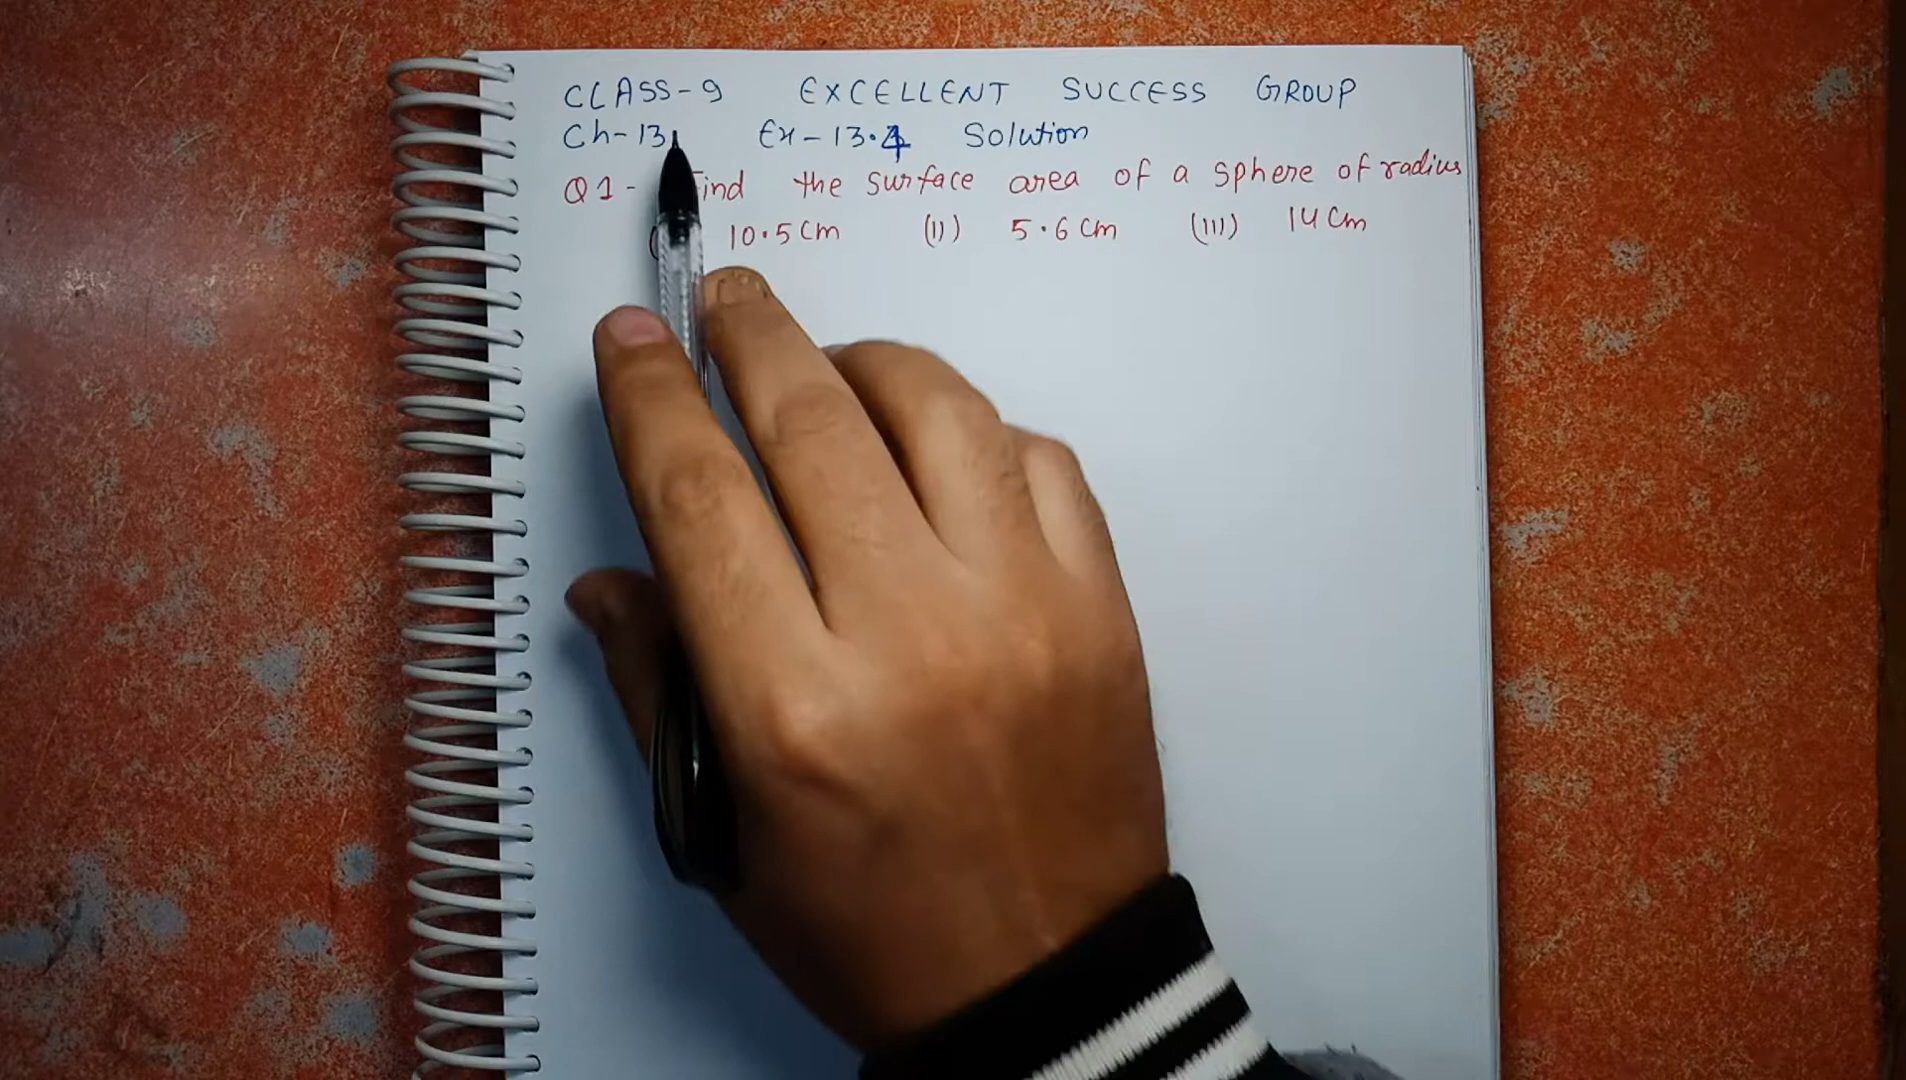 CLASS-9 EXCELLENT SUCCESS GROUP
Ch-13 Ex-13.4 Solution
Q1- Find the surface area of a sphere of radius
( 10.5 cm (II) 5.6 cm (III) 14 cm